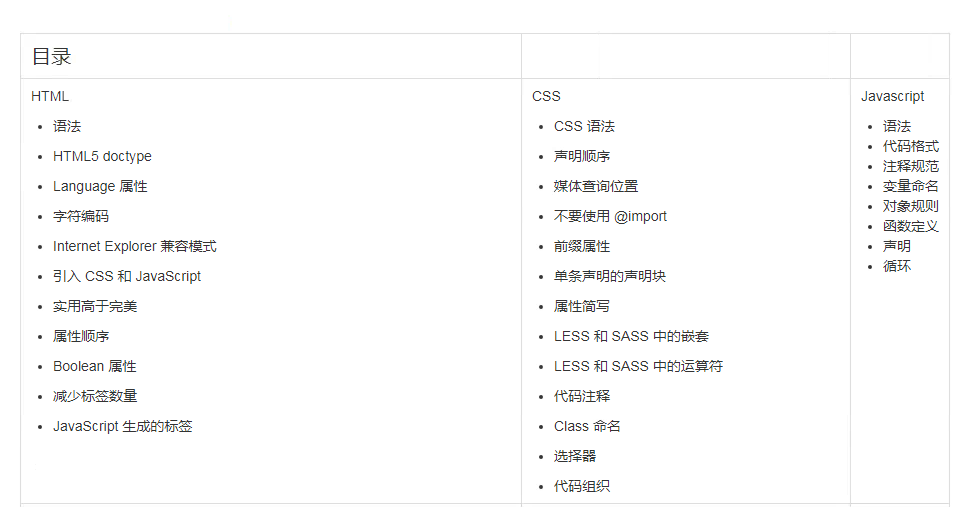 目录
HTML
语法
HTML5 doctype
Language 属性
字符编码
Internet Explorer 兼容模式
引入 CSS 和 JavaScript
实用高于完美
属性顺序
Boolean 属性
减少标签数量
JavaScript 生成的标签
CSS
CSS 语法
声明顺序
媒体查询位置
不要使用 @import
前缀属性
单条声明的声明块
属性简写
LESS 和 SASS 中的嵌套
LESS 和 SASS 中的运算符
代码注释
Class 命名
选择器
代码组织
Javascript
语法
代码格式
注释规范
变量命名
对象规则
函数定义
声明
循环